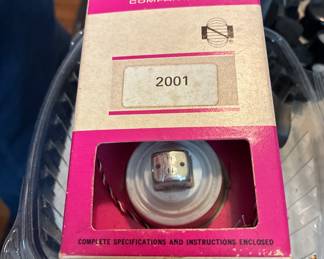 2001
COMPLETE SPECIFICATIONS AND INSTRUCTIONS ENCLOSED